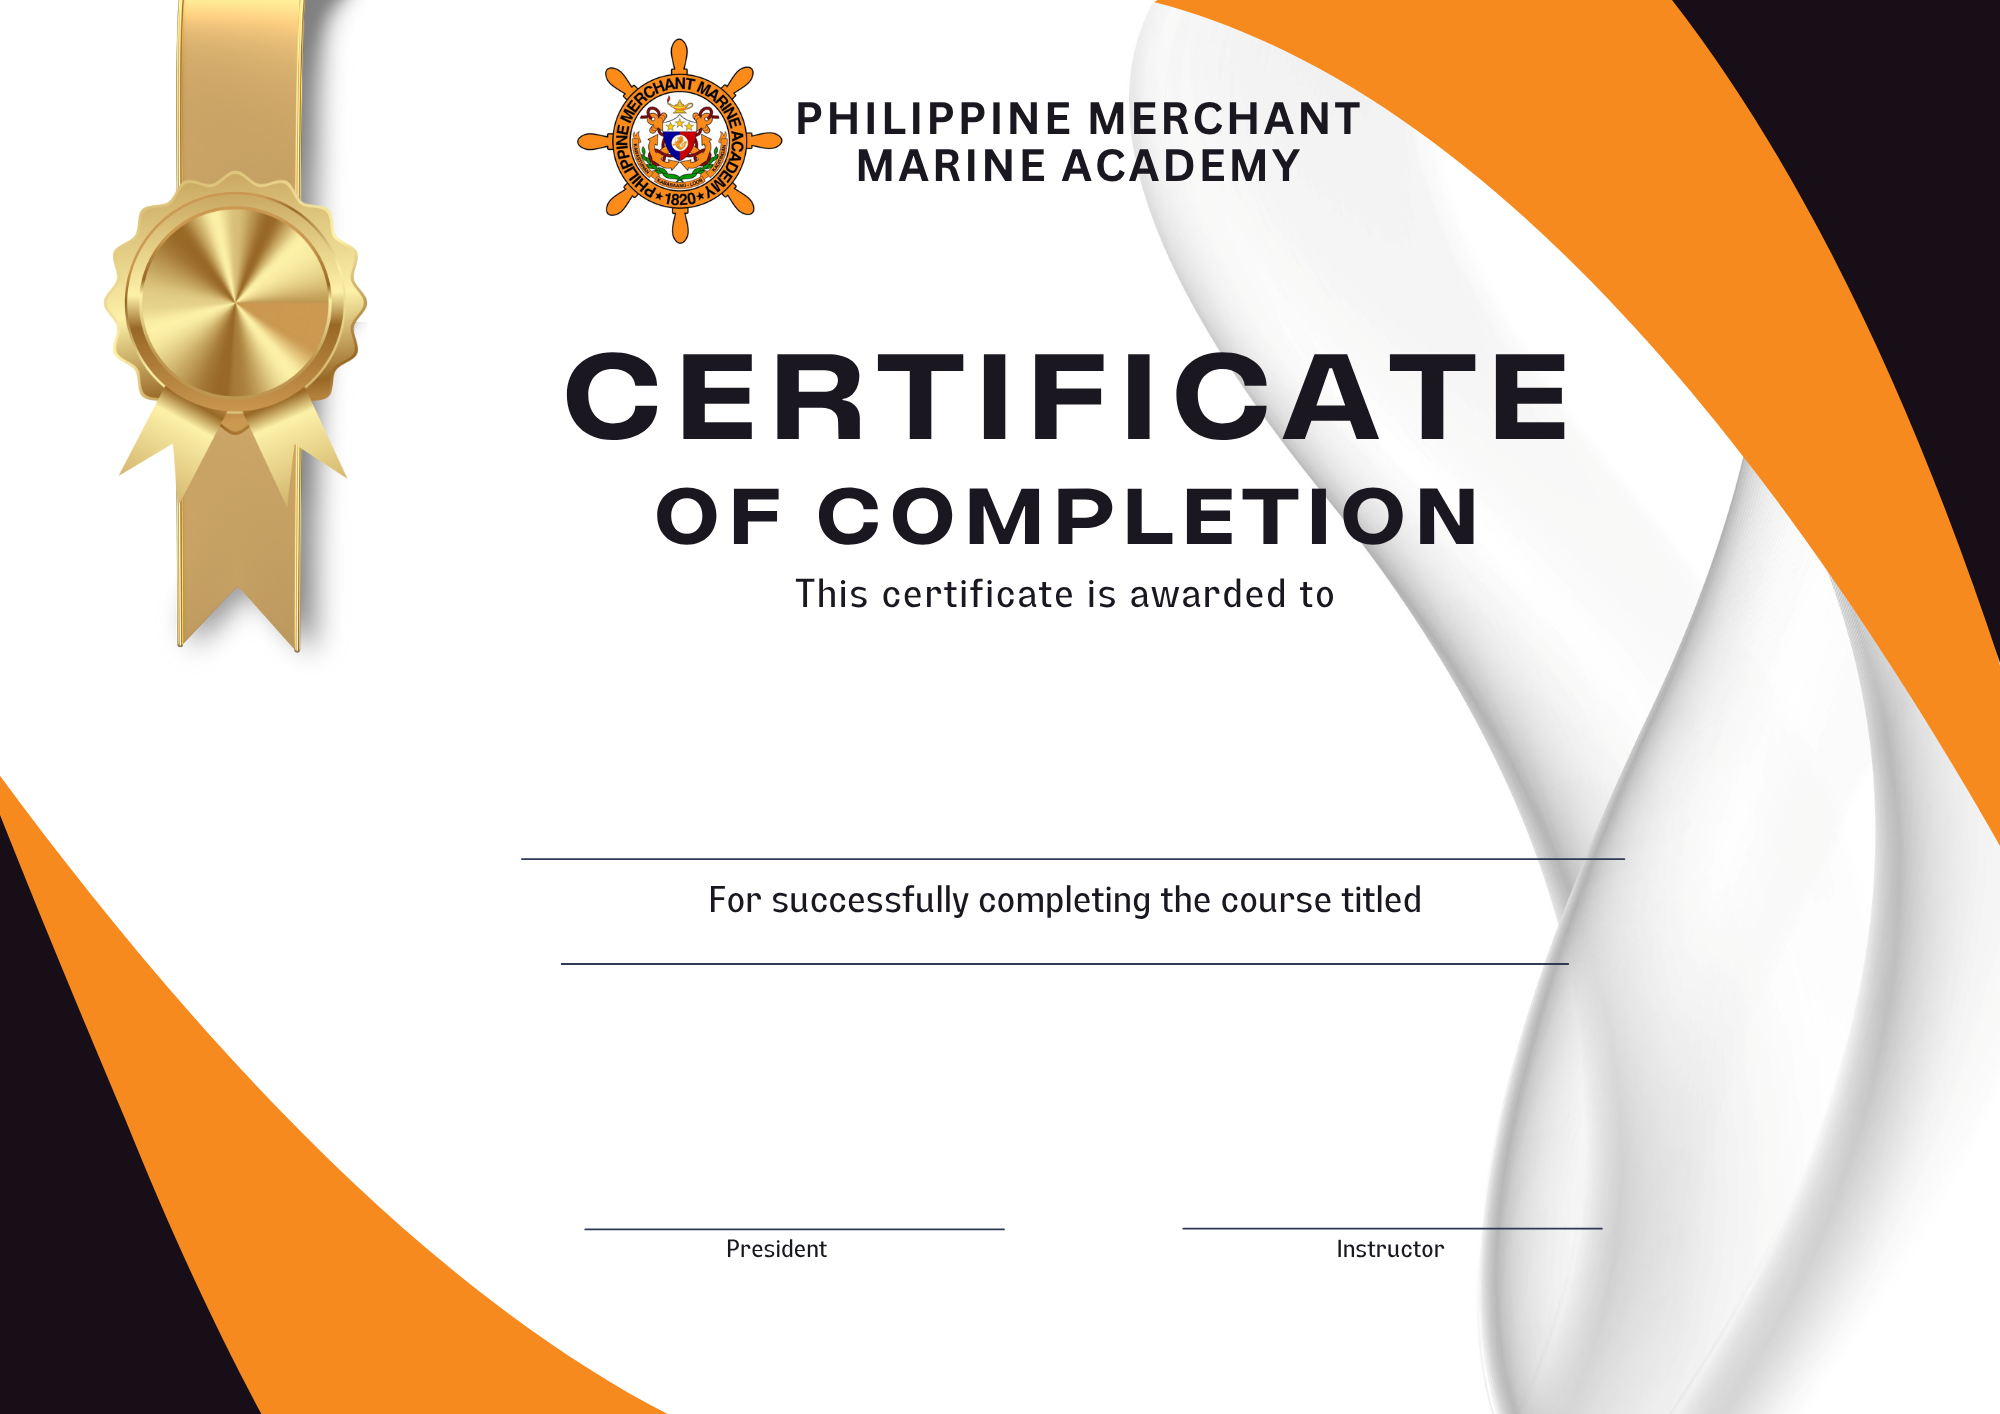 PHILIPPINE MERCHANT MARINE ACADEMY
★ 1820 ★
PHILIPPINE MERCHANT
MARINE ACADEMY
CERTIFICATE
OF COMPLETION
This certificate is awarded to
For successfully completing the course titled
President
Instructor